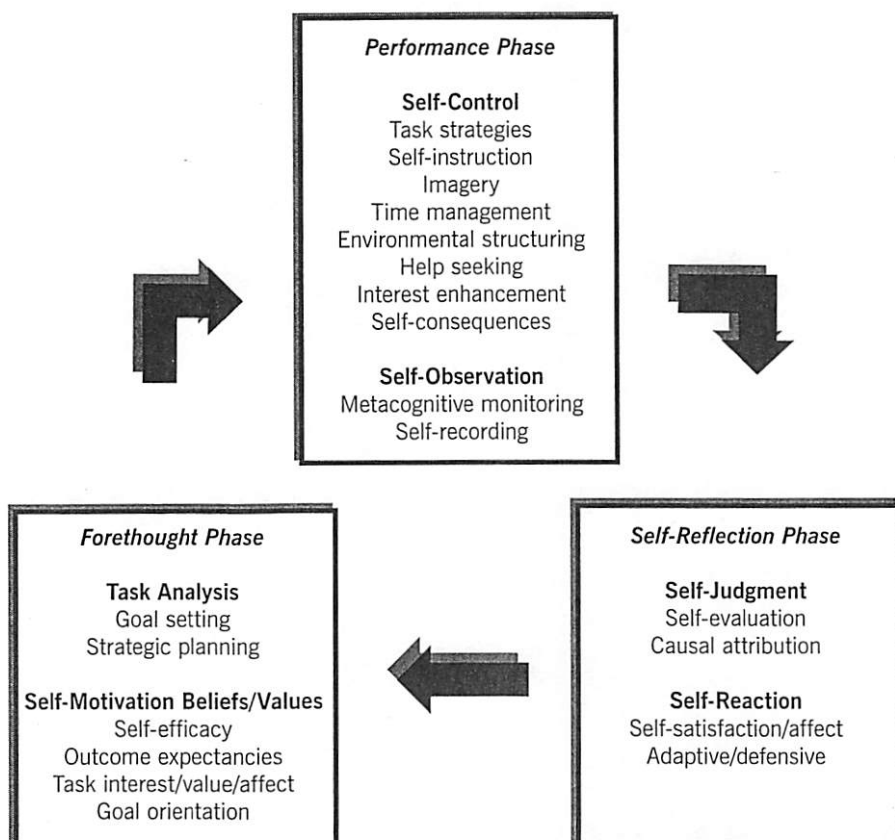 Performance Phase
Self-Control
Task strategies
Self-instruction
Imagery
Time management
Environmental structuring
Help seeking
Interest enhancement
Self-consequences
Self-Observation
Metacognitive monitoring
Self-recording
Forethought Phase
Task Analysis
Goal setting
Strategic planning
Self-Motivation Beliefs/Values
Self-efficacy
Outcome expectancies
Task interest/value/affect
Goal orientation
Self-Reflection Phase
Self-Judgment
Self-evaluation
Causal attribution
Self-Reaction
Self-satisfaction/affect
Adaptive/defensive